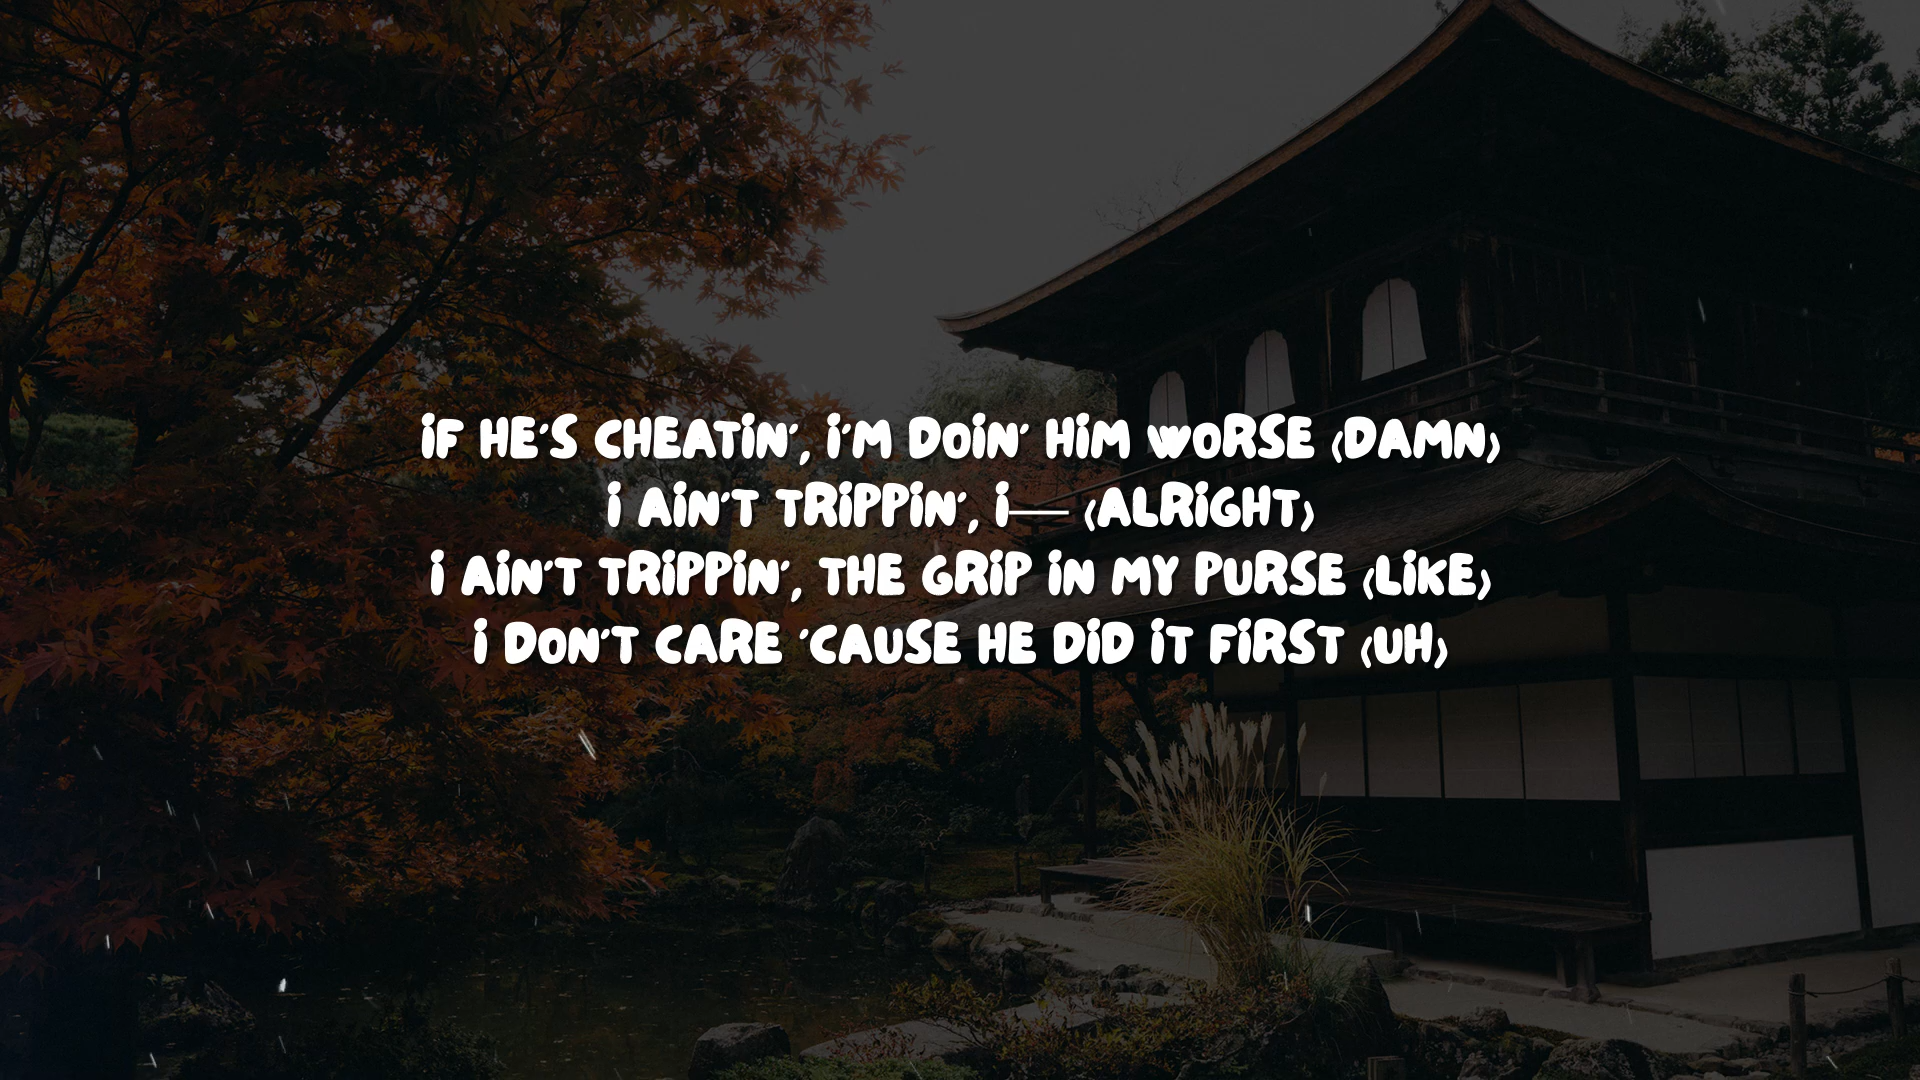 IF HE'S CHEATIN', I'M DOIN' HIM WORSE (DAMN)
I AIN'T TRIPPIN', I— (ALRIGHT)
I AIN'T TRIPPIN', THE GRIP IN MY PURSE (LIKE)
I DON'T CARE 'CAUSE HE DID IT FIRST (UH)